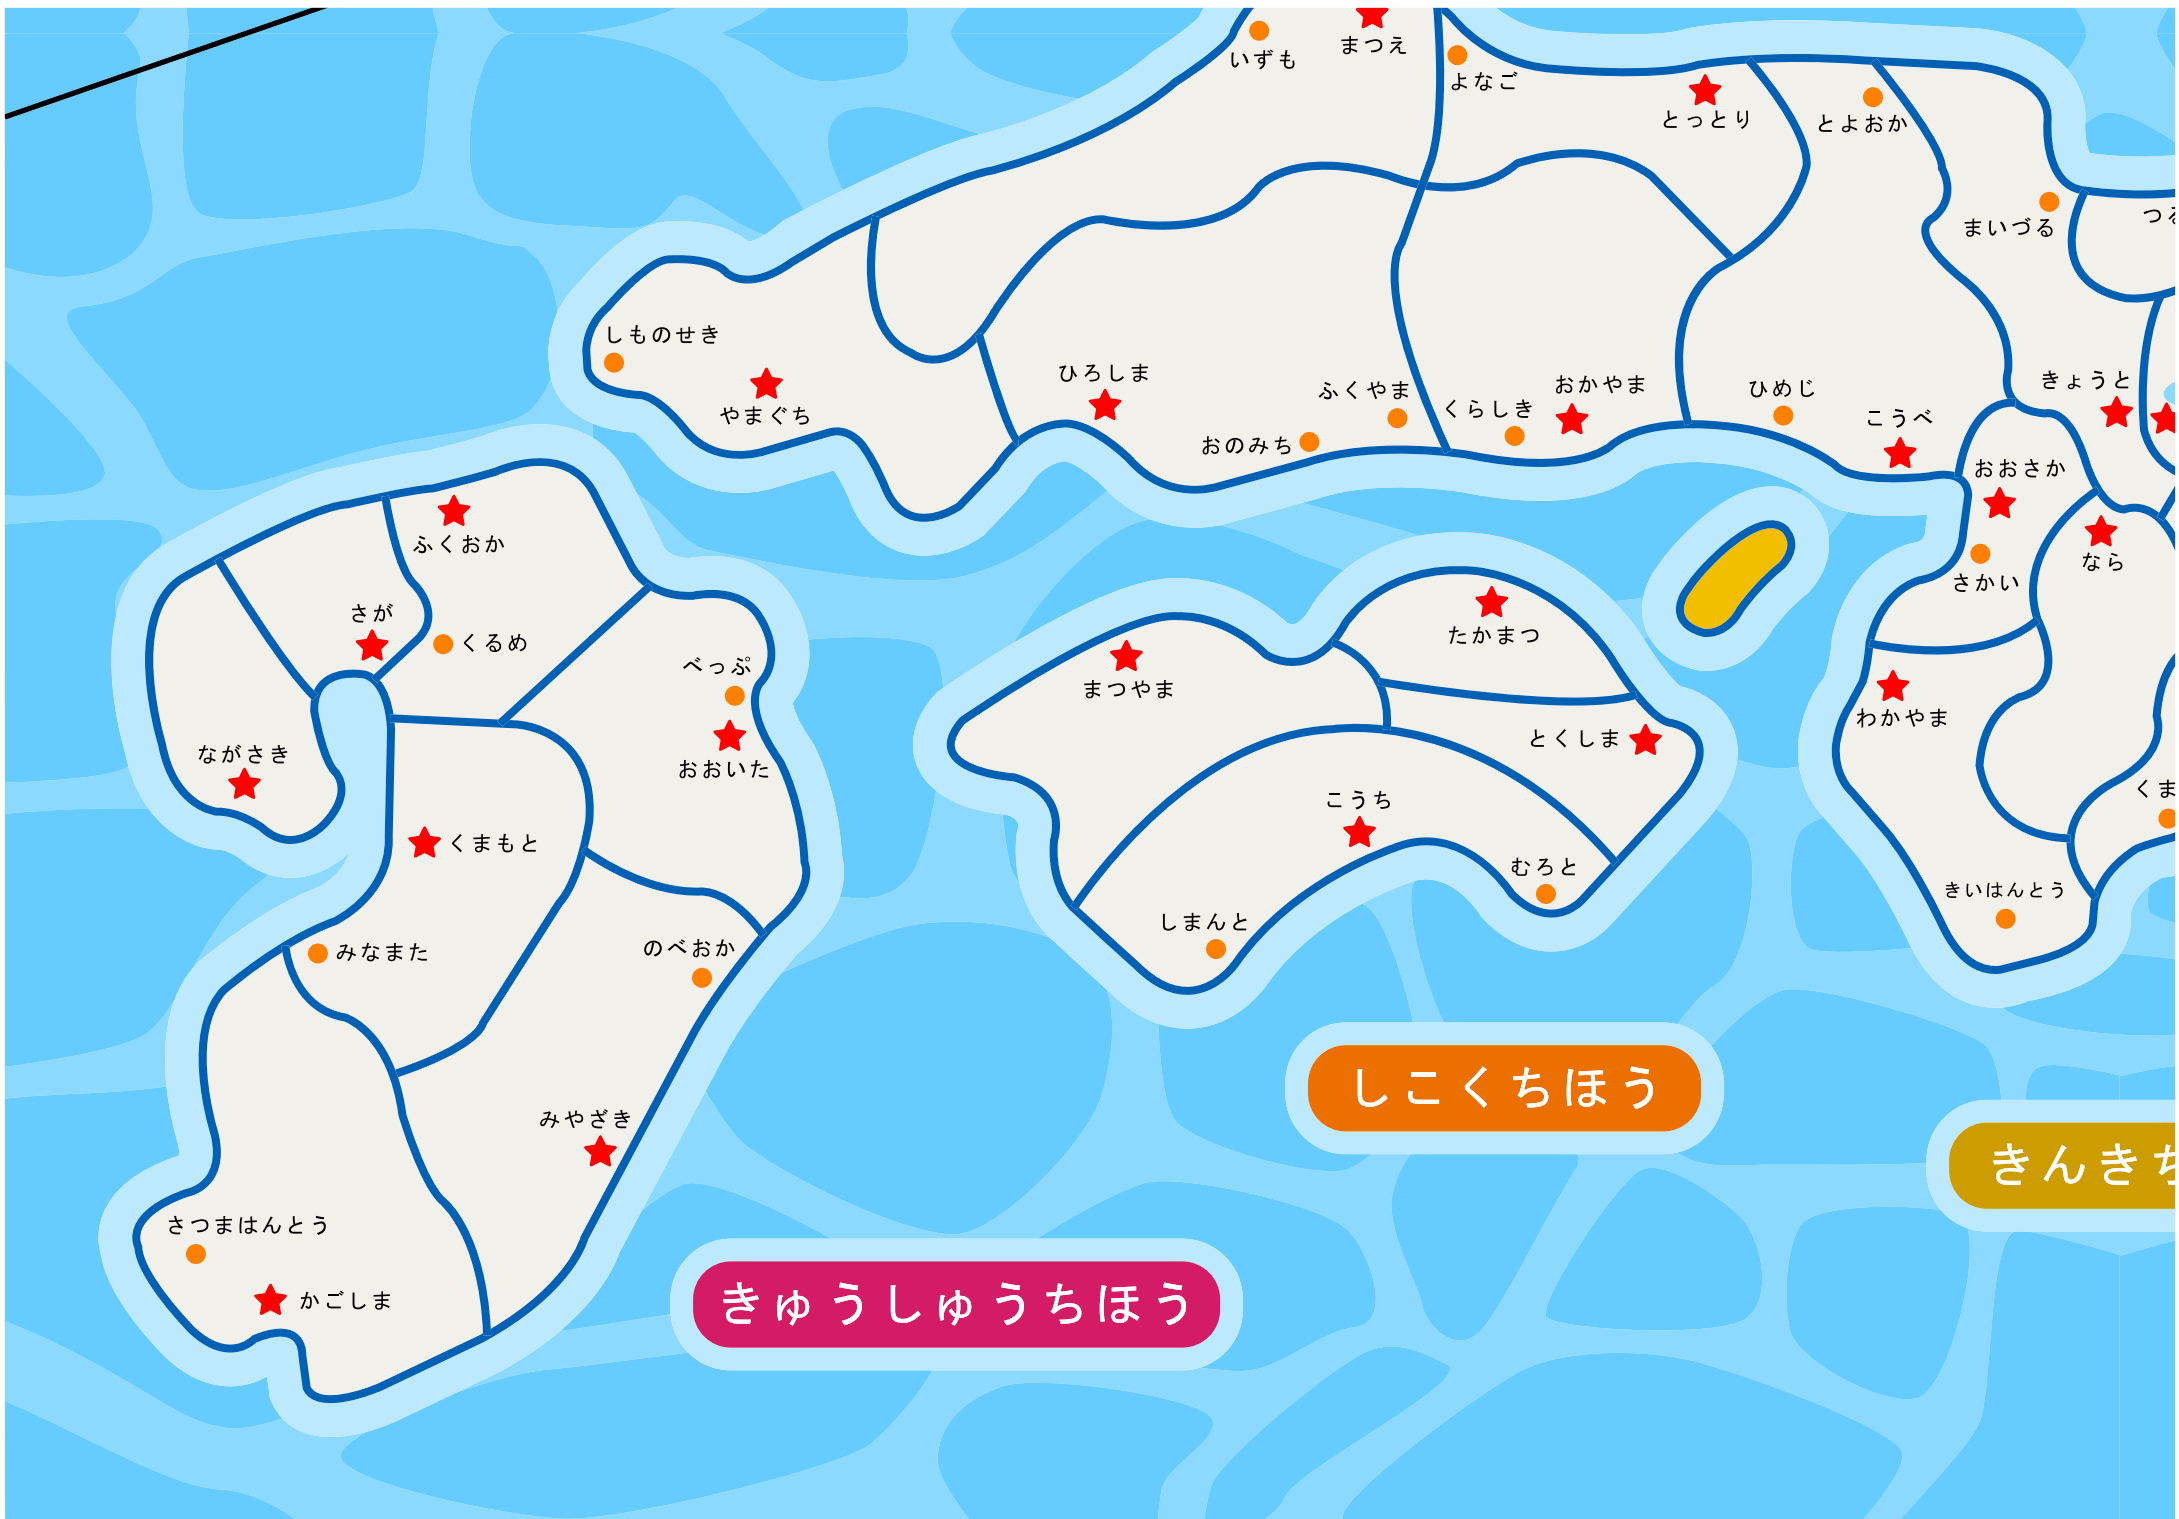 いずも
まつえ
よなご
とっとり
とよおか
まいづる
しものせき
やまぐち
ひろしま
おのみち
ふくやま
くらしき
おかやま
ひめじ
こうべ
きょうと
おおさか
さかい
なら
わかやま
きいはんとう
ふくおか
さが
くるめ
べっぷ
おおいた
ながさき
くまもと
みなまた
のべおか
みやざき
さつまはんとう
かごしま
まつやま
たかまつ
とくしま
こうち
むろと
しまんと
しこくちほう
きんき
きゅうしゅうちほう